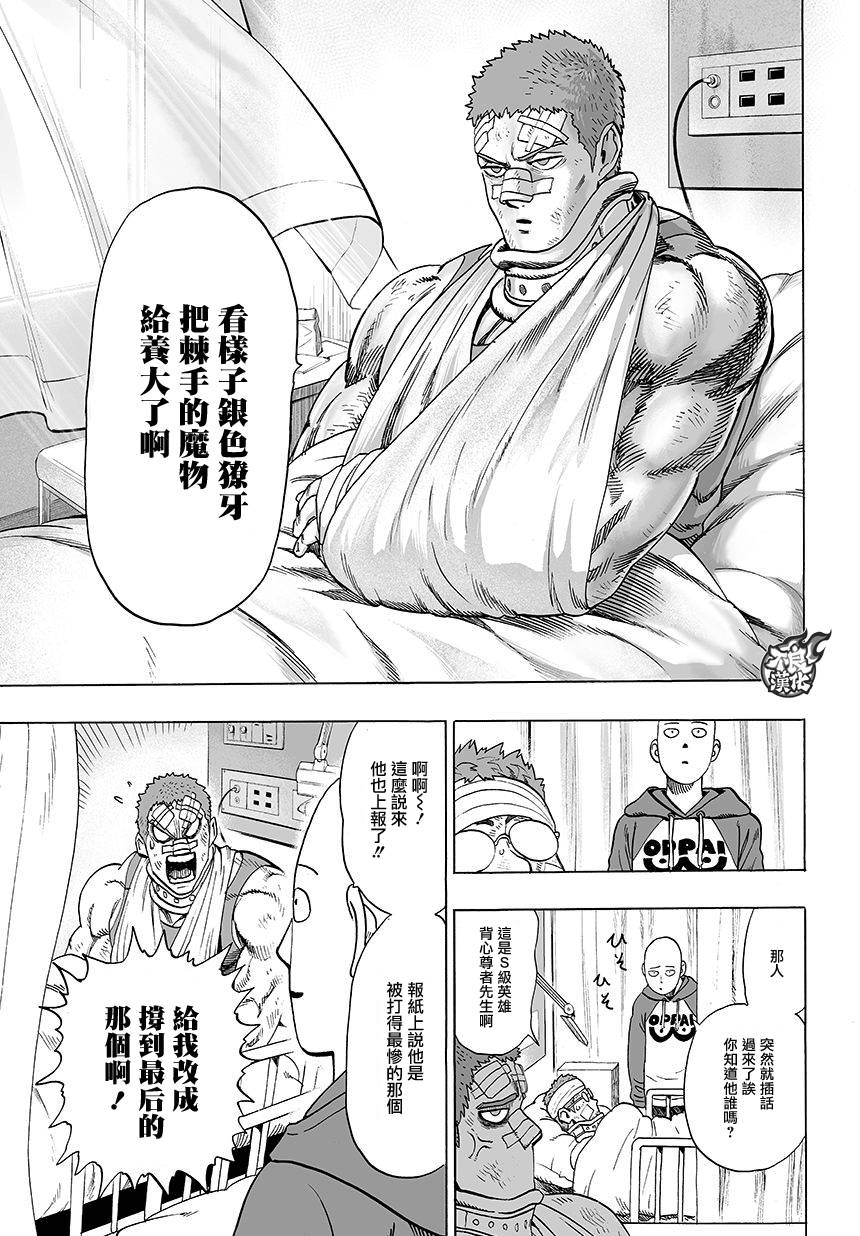 看樣子銀色獠牙
把棘手的魔物
給養大了啊
不良
漢化
OPPAI
那人
突然就插話
過來了誒
你知道他誰嗎?
ひそ
ひそ
OPPAI
這是S級英雄
背心尊者先生啊
啊啊~!
這麼說來
他也上報了!!
報紙上說他是
被打得最慘的那個
給我改成
撐到最后的
那個啊!